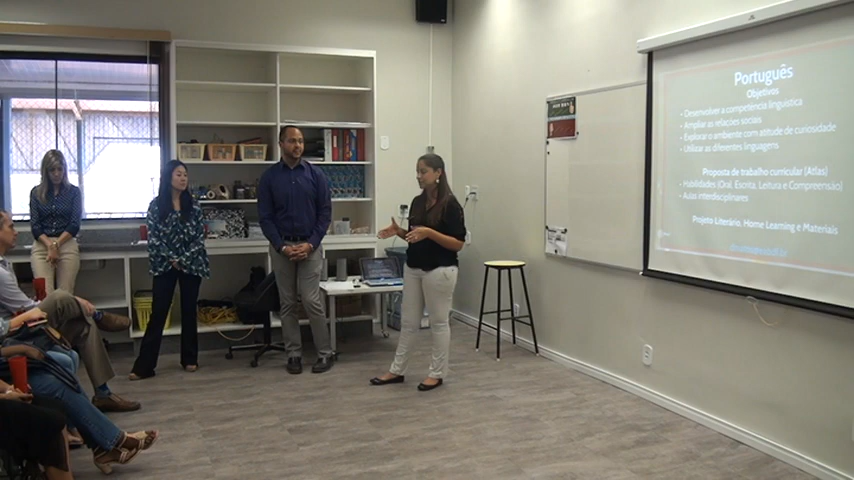 Português
Objetivos
- Desenvolver a competência linguística
- Ampliar as relações sociais
- Explorar o ambiente com atitude de curiosidade
- Utilizar as diferentes linguagens
Proposta de trabalho curricular (Atlas)
- Habilidades: (Oral, Escrita, Leitura e Compreensão)
- Aulas interdisciplinares
Projeto Literário, Home Learning e Materiais